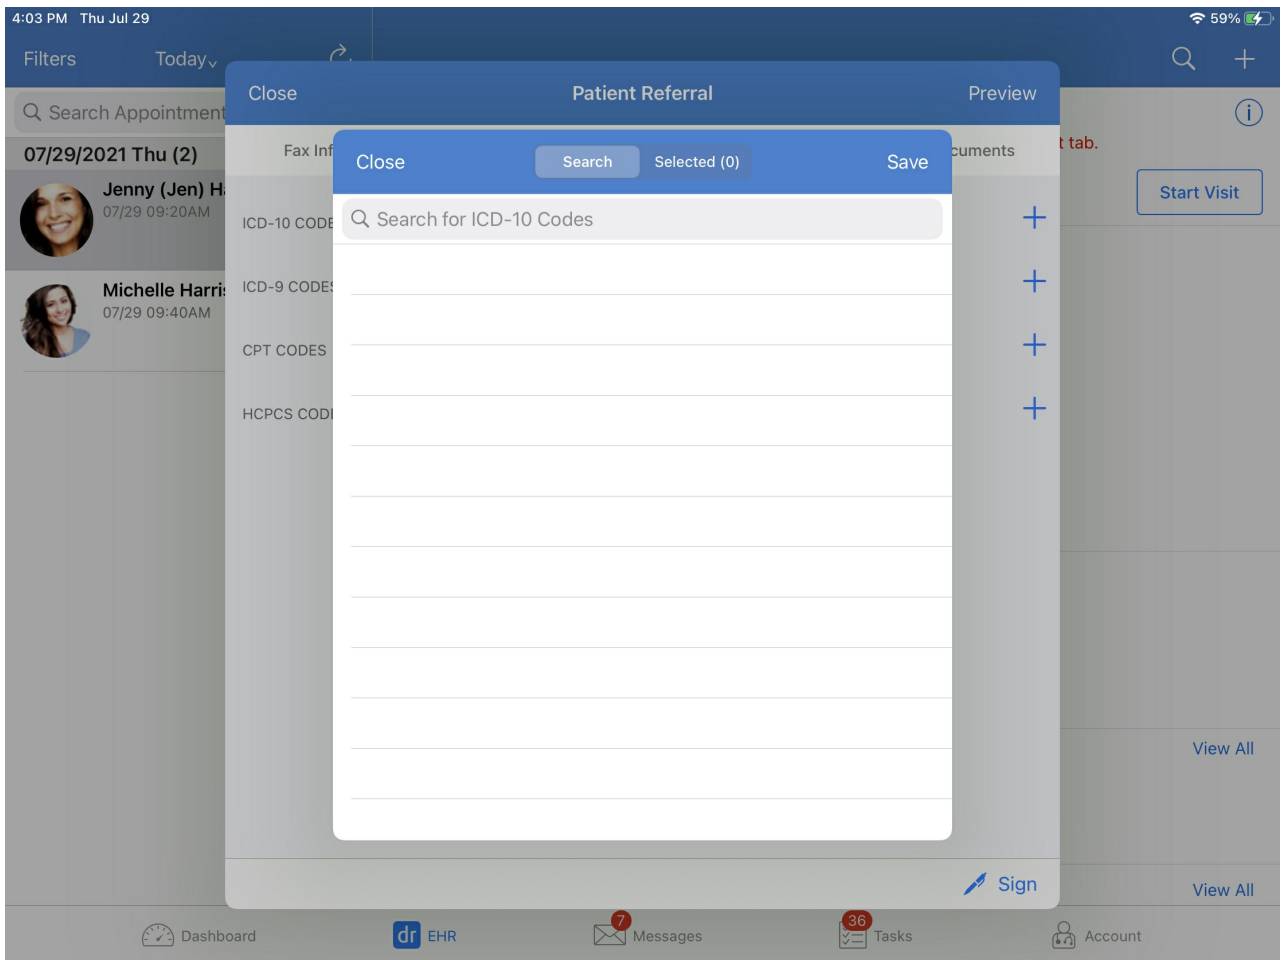 4:03 PM Thu Jul 29
59%
Filters
Today
Search Appointment
07/29/2021 Thu (2)
Jenny (Jen) H
07/29 09:20AM
Michelle Harris
07/29 09:40AM
Close
Patient Referral
Preview
Fax Inf
cuments
ICD-10 CODE
ICD-9 CODES
CPT CODES
HCPCS CODE
Close
Search
Selected (0)
Save
Search for ICD-10 Codes
Sign
t tab.
Start Visit
View All
View All
Dashboard
dr EHR
7
Messages
36
Tasks
Account